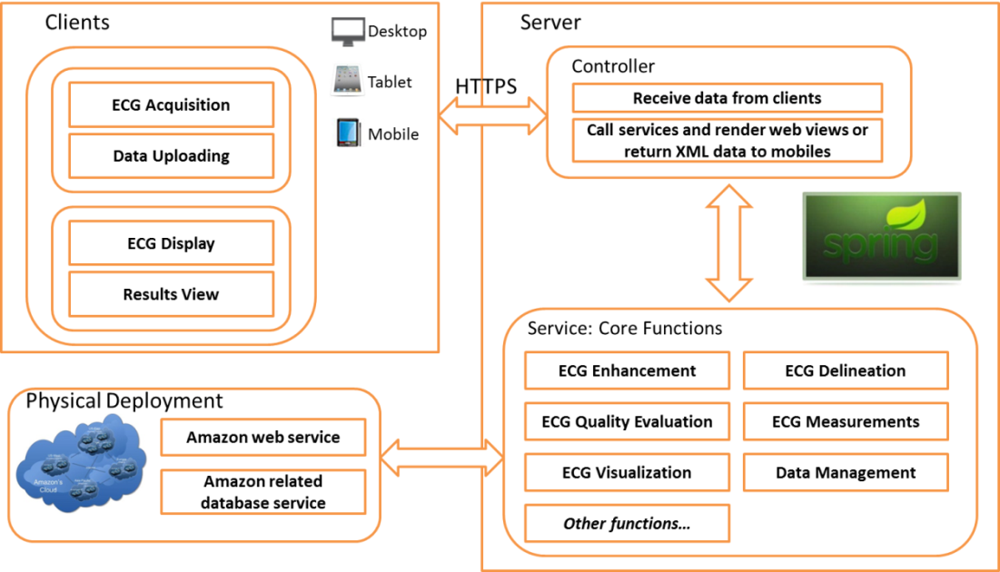 Clients
Desktop
Tablet
Mobile
ECG Acquisition
Data Uploading
ECG Display
Results View
HTTPS
Server
Controller
Receive data from clients
Call services and render web views or
return XML data to mobiles
spring
Service: Core Functions
ECG Enhancement
ECG Delineation
ECG Quality Evaluation
ECG Measurements
ECG Visualization
Data Management
Other functions...
Physical Deployment
Amazon's
Cloud
Amazon web service
Amazon related
database service